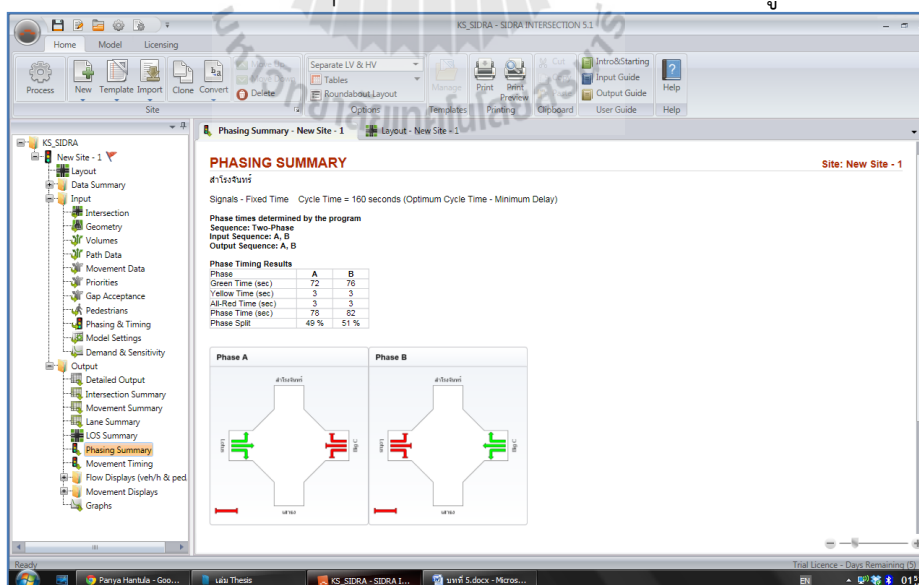 KS_SIDRA - SIDRA INTERSECTION 5.1
Home Model Licensing
Process
New Template Import Clone Convert
Delete
Site
Separate LV & HV
Tables
Roundabout Layout
Options
Manage
Templates
Print Print Preview
Printing
Cut
Clipboard
Intro&Starting
Input Guide
Output Guide
User Guide
Help
Help
KS_SIDRA
New Site - 1
Layout
Data Summary
Input
Intersection
Geometry
Volumes
Path Data
Movement Data
Priorities
Gap Acceptance
Pedestrians
Phasing & Timing
Model Settings
Demand & Sensitivity
Output
Detailed Output
Intersection Summary
Movement Summary
Lane Summary
LOS Summary
Phasing Summary
Movement Timing
Flow Displays (veh/h & ped
Movement Displays
Graphs
Phasing Summary - New Site - 1 Layout - New Site - 1
PHASING SUMMARY Site: New Site - 1
สำโรงจันทร์
Signals - Fixed Time Cycle Time = 160 seconds (Optimum Cycle Time - Minimum Delay)
Phase times determined by the program
Sequence: Two-Phase
Input Sequence: A, B
Output Sequence: A, B
Phase Timing Results
Phase A B
Green Time (sec) 72 76
Yellow Time (sec) 3 3
All-Red Time (sec) 3 3
Phase Time (sec) 78 82
Phase Split 49 % 51 %
Phase A Phase B
สำโรงจันทร์ สำโรงจันทร์
Big C Big C
Ready Trial Licence - Days Remaining (5)
Panya Hantula - Goo... เล่ม Thesis KS_SIDRA - SIDRA I... บทที่ 5.docx - Micros... EN